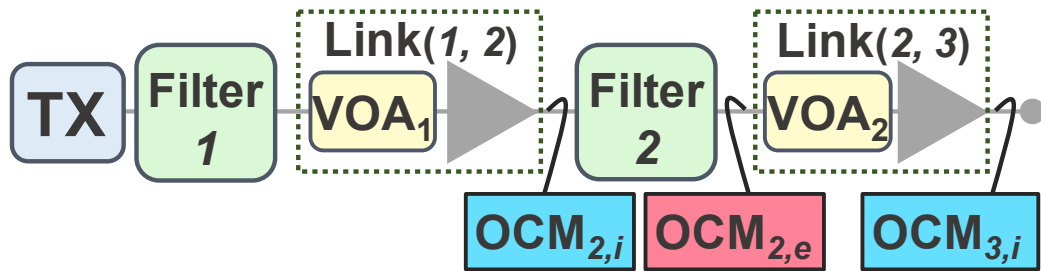 Link(1, 2)
Link(2, 3)
TX
Filter
1
VOA1
Filter
2
VOA2
OCM2,i
OCM2,e
OCM3,i